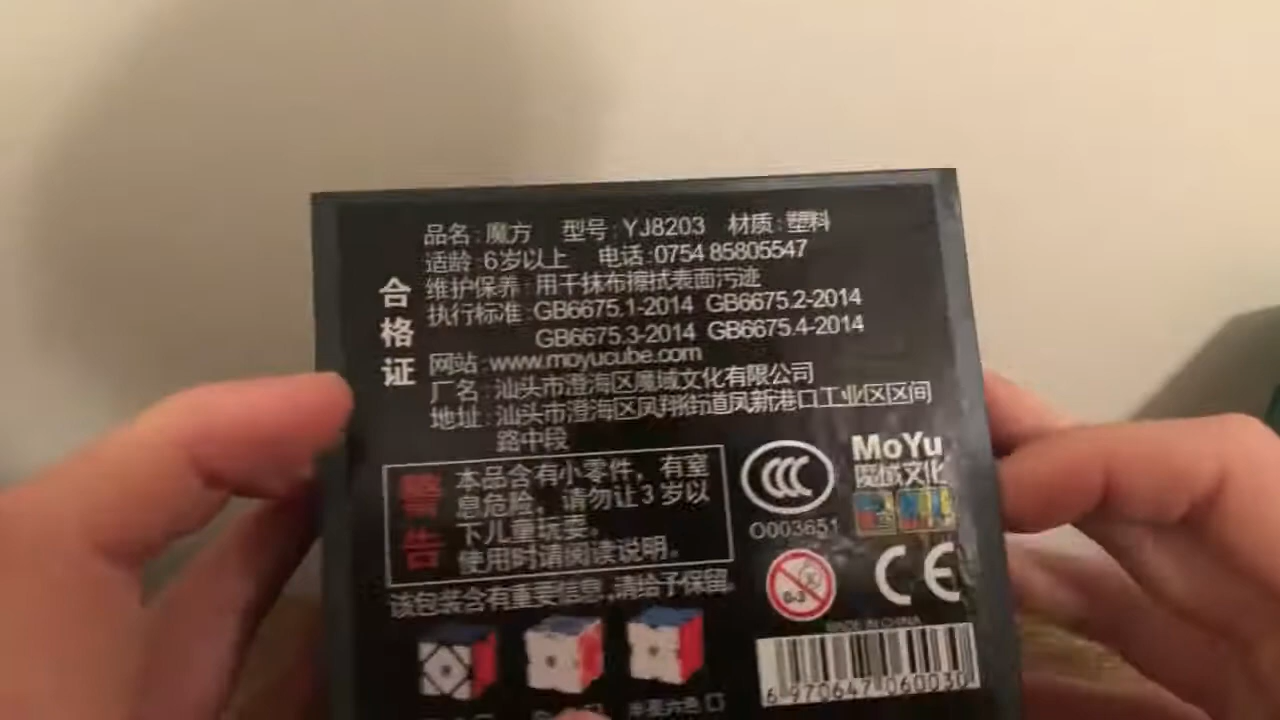 品名:魔方 型号:YJ8203 材质:塑料
适龄 6岁以上 电话:0754 85805547
维护保养:用干抹布擦拭表面污迹
执行标准:GB6675.1-2014 GB6675.2-2014
GB6675.3-2014 GB6675.4-2014
网站:www.moyucube.com
厂名:汕头市澄海区魔域文化有限公司
地址:汕头市澄海区凤翔街道凤新港口工业区区间
路中段
合格证
警告
本品含有小零件，有窒
息危险，请勿让3岁以
下儿童玩耍。
使用时请阅读说明。
该包装含有重要信息,请给予保留。
CCC
O003651
MoYu
魔域文化
0-3
CE
MADE IN CHINA
6 970647 060030